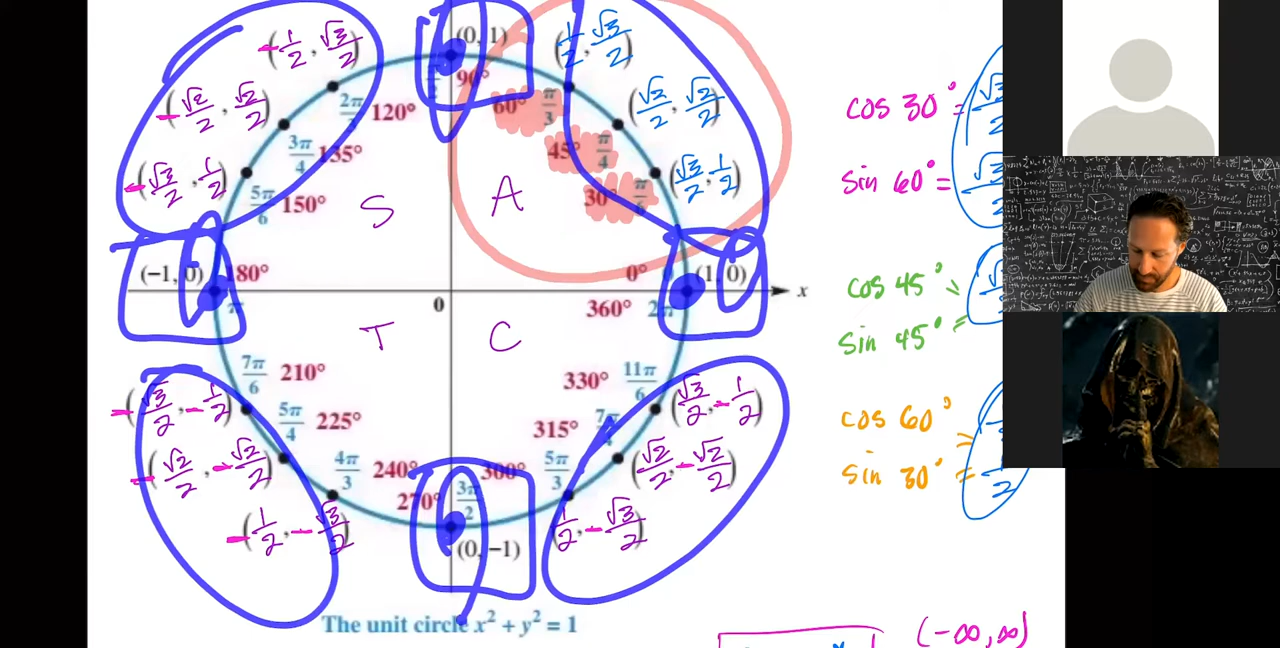 (0, 1)
-(1/2, √3/2)
(1/2, √3/2)
90°
-(√2/2, √2/2)
2π/3 120°
60° π/3
(√2/2, √2/2)
cos 30° =
3π/4 135°
45° π/4
-(√3/2, 1/2)
5π/6 150°
30° π/6
(√3/2, 1/2)
sin 60° =
S A
(−1, 0) 180°
0° (1, 0)
cos 45°
π
0
360° 2π
x
T C
sin 45° =
7π/6 210°
330° 11π/6
-(√3/2, -1/2)
(√3/2, -1/2)
cos 60°
5π/4 225°
315°
-(√2/2, -√2/2)
(√2/2, -√2/2)
sin 30° =
4π/3 240°
300° 5π/3
270° 3π/2
-(1/2, -√3/2)
(1/2, -√3/2)
(0, −1)
The unit circle x² + y² = 1
(-∞, ∞)